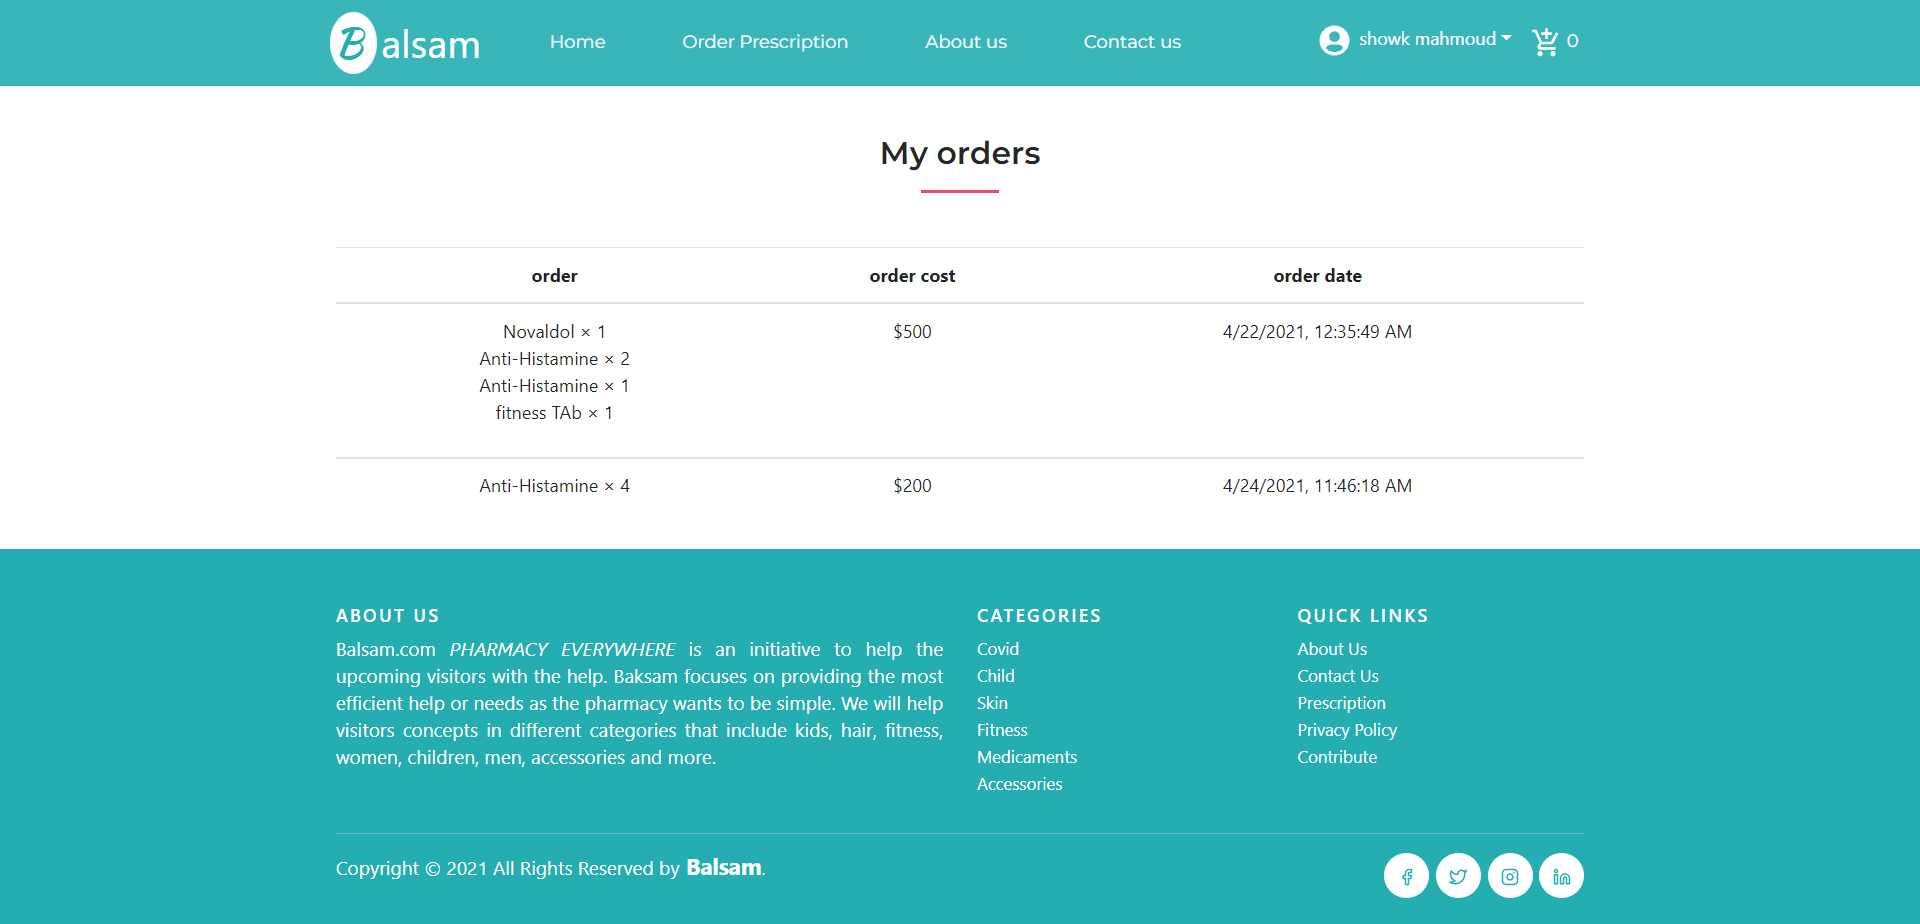 Balsam Home Order Prescription About us Contact us showk mahmoud 0
My orders
order order cost order date
Novaldol × 1 $500 4/22/2021, 12:35:49 AM
Anti-Histamine × 2
Anti-Histamine × 1
fitness TAb × 1
Anti-Histamine × 4 $200 4/24/2021, 11:46:18 AM
ABOUT US
Balsam.com PHARMACY EVERYWHERE is an initiative to help the
upcoming visitors with the help. Baksam focuses on providing the most
efficient help or needs as the pharmacy wants to be simple. We will help
visitors concepts in different categories that include kids, hair, fitness,
women, children, men, accessories and more.
CATEGORIES
Covid
Child
Skin
Fitness
Medicaments
Accessories
QUICK LINKS
About Us
Contact Us
Prescription
Privacy Policy
Contribute
Copyright © 2021 All Rights Reserved by Balsam.